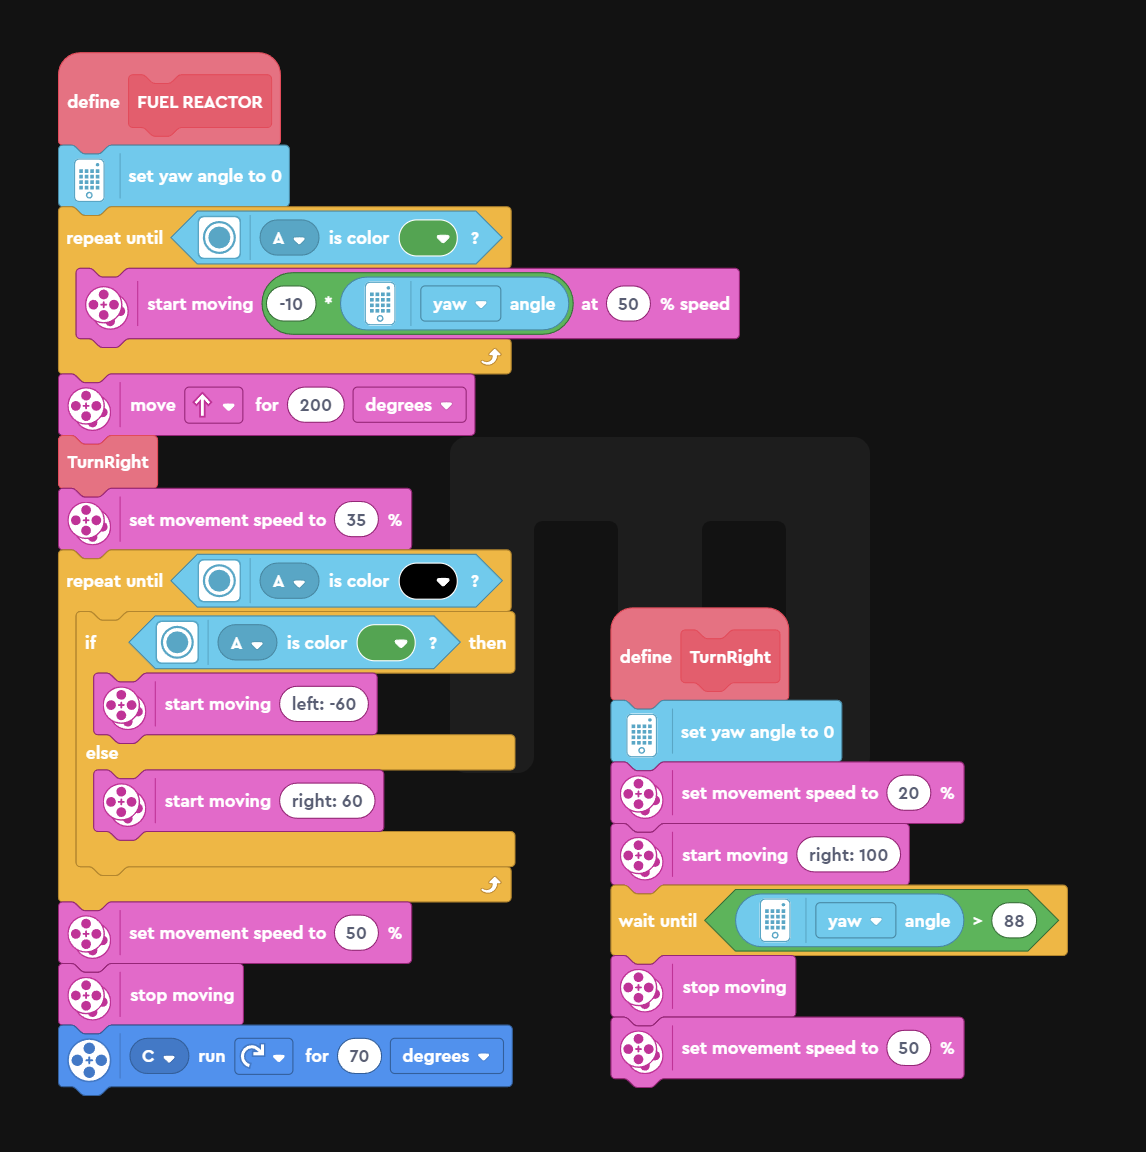 define FUEL REACTOR
set yaw angle to 0
repeat until A is color ?
start moving -10 * yaw angle at 50 % speed
move for 200 degrees
TurnRight
set movement speed to 35 %
repeat until A is color ?
if A is color ? then
start moving left: -60
else
start moving right: 60
set movement speed to 50 %
stop moving
C run for 70 degrees
define TurnRight
set yaw angle to 0
set movement speed to 20 %
start moving right: 100
wait until yaw angle > 88
stop moving
set movement speed to 50 %